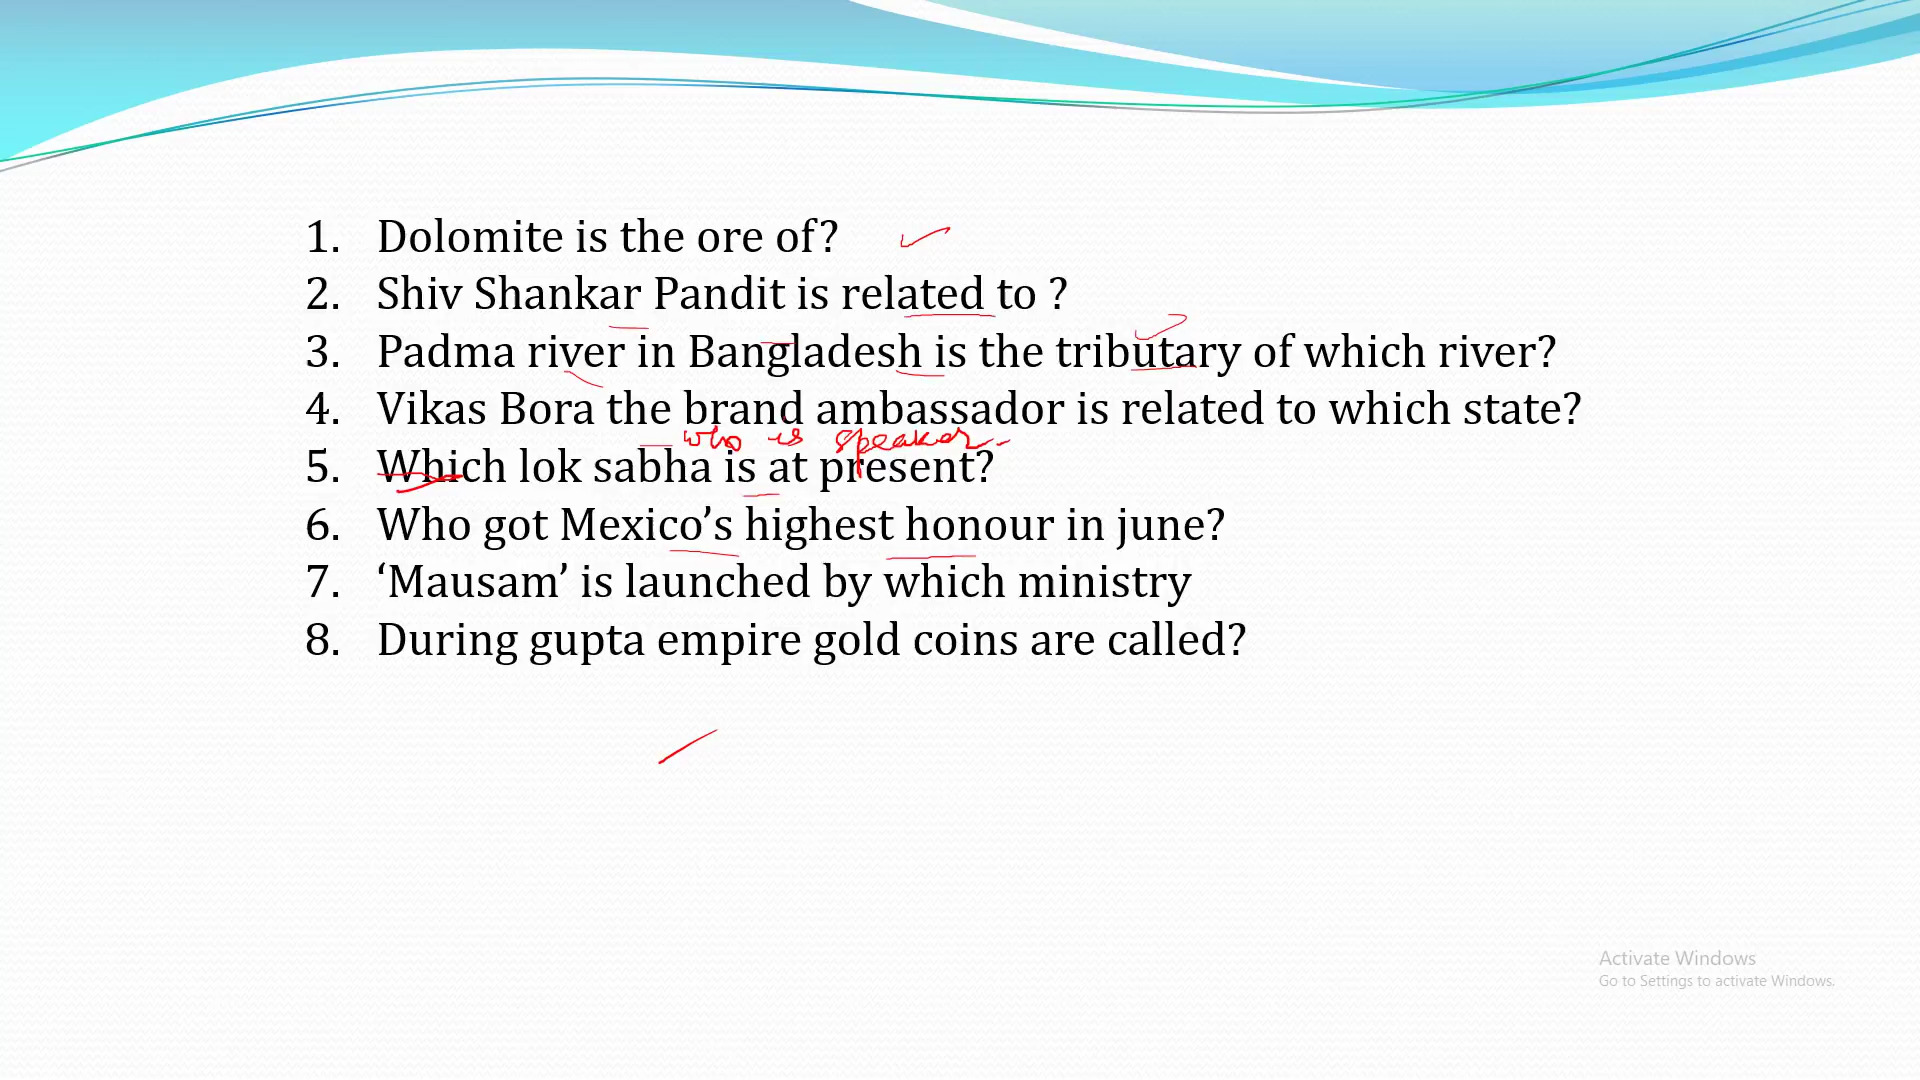 1. Dolomite is the ore of?
2. Shiv Shankar Pandit is related to ?
3. Padma river in Bangladesh is the tributary of which river?
4. Vikas Bora the brand ambassador is related to which state?
who is speaker
5. Which lok sabha is at present?
6. Who got Mexico’s highest honour in june?
7. ‘Mausam’ is launched by which ministry
8. During gupta empire gold coins are called?
Activate Windows
Go to Settings to activate Windows.